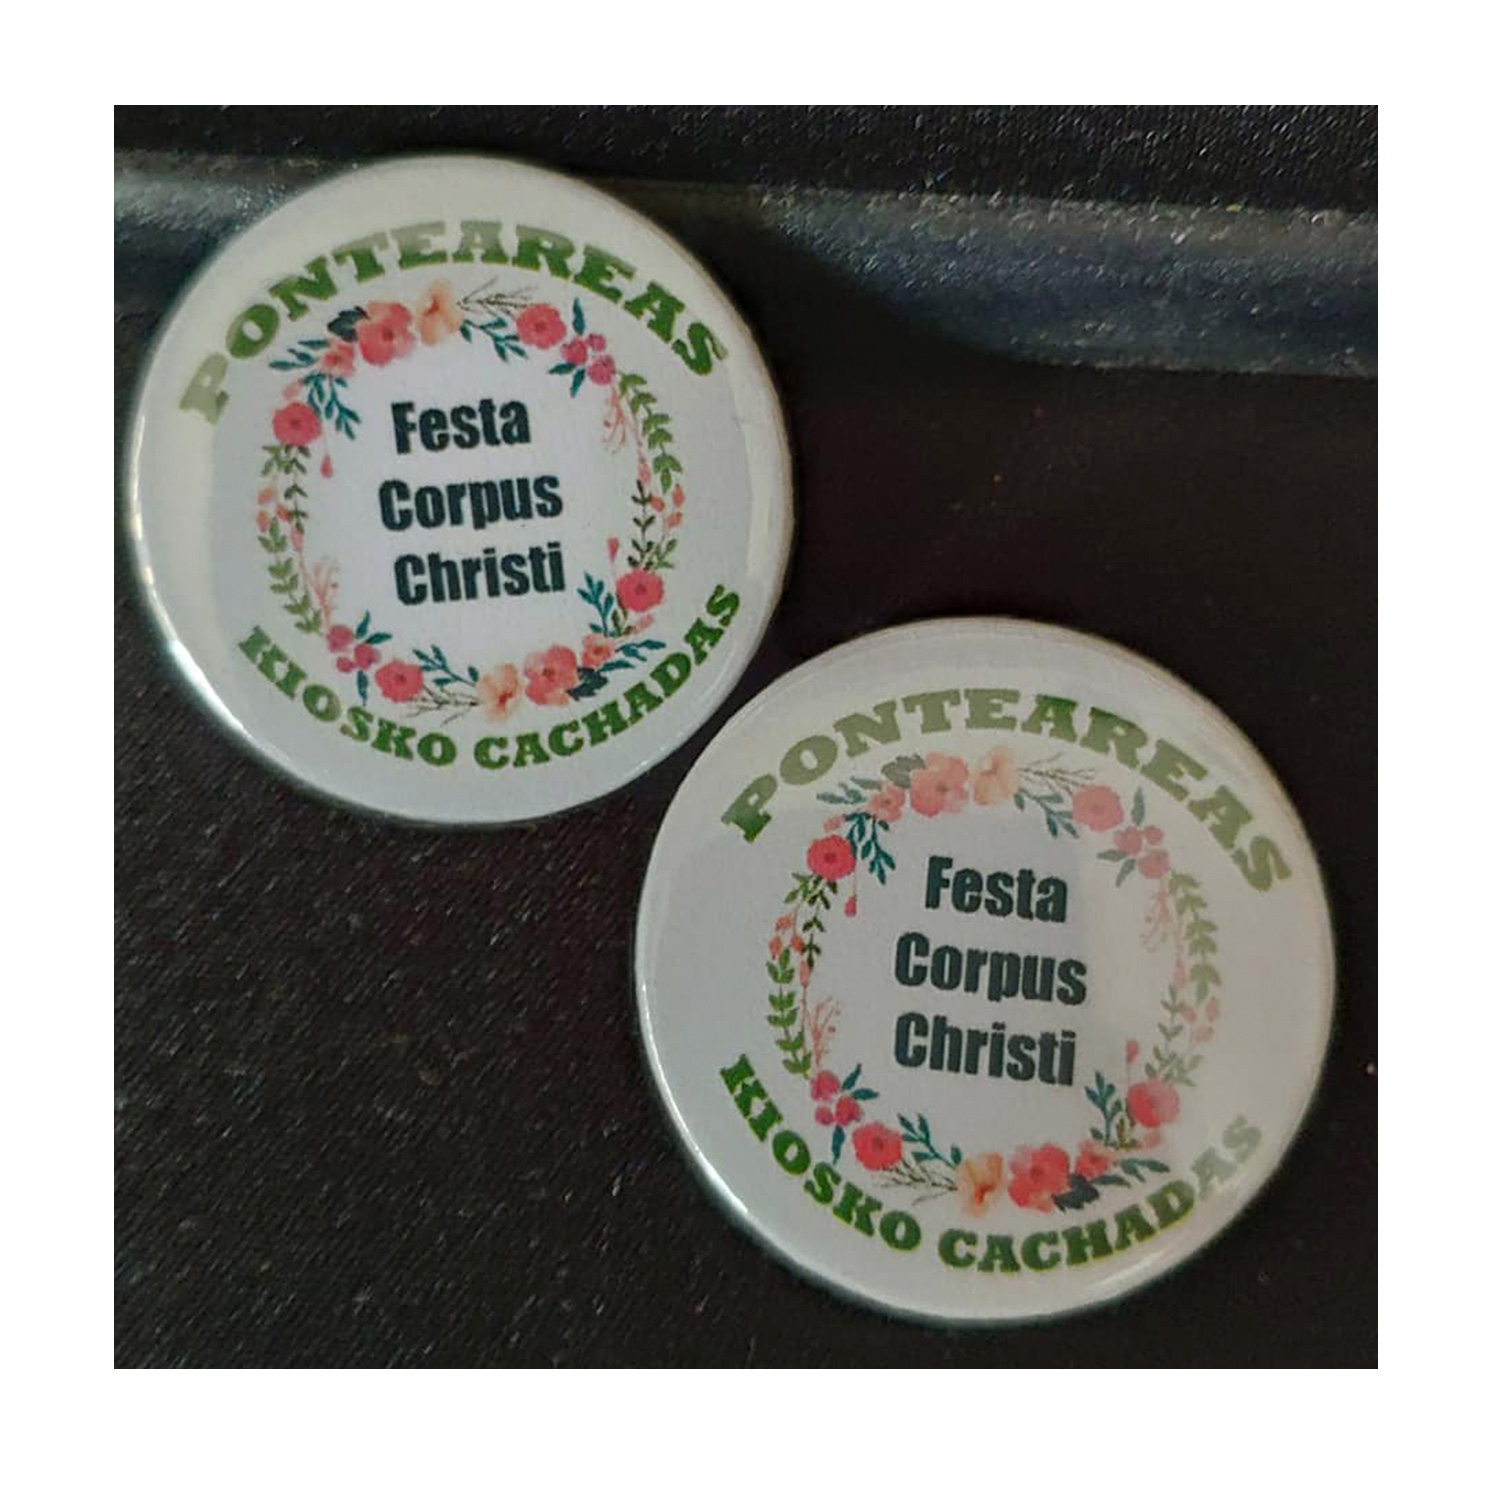 PONTEAREAS
Festa
Corpus
Christi
KIOSKO CACHADAS
PONTEAREAS
Festa
Corpus
Christi
KIOSKO CACHADAS